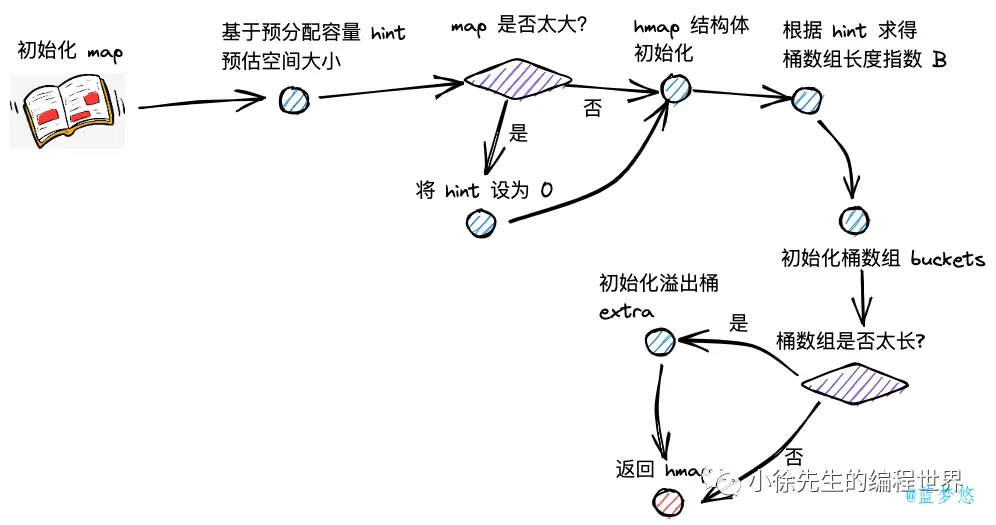 初始化 map
基于预分配容量 hint
预估空间大小
map 是否太大?
否
是
将 hint 设为 0
hmap 结构体
初始化
根据 hint 求得
桶数组长度指数 B
初始化桶数组 buckets
桶数组是否太长?
是
初始化溢出桶
extra
否
返回 hmap
小徐先生的编程世界
@蓝梦悠